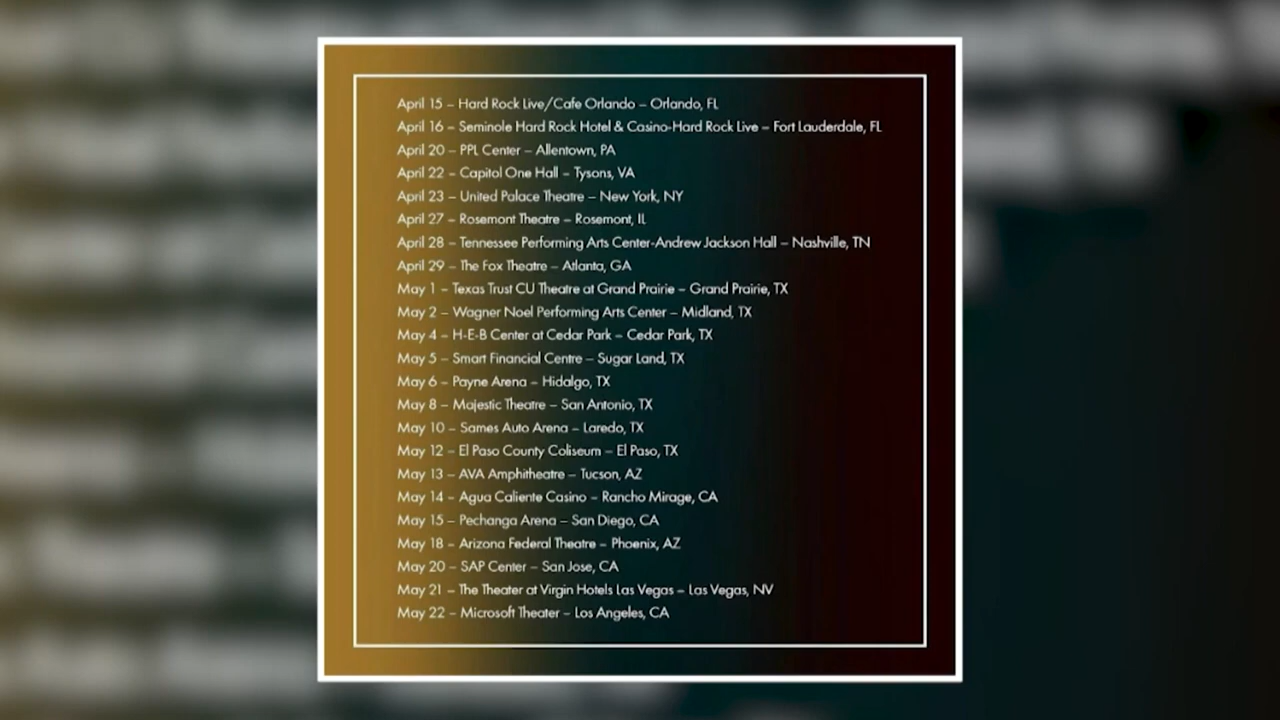 April 15 – Hard Rock Live/Cafe Orlando – Orlando, FL
April 16 – Seminole Hard Rock Hotel & Casino-Hard Rock Live – Fort Lauderdale, FL
April 20 – PPL Center – Allentown, PA
April 22 – Capitol One Hall – Tysons, VA
April 23 – United Palace Theatre – New York, NY
April 27 – Rosemont Theatre – Rosemont, IL
April 28 – Tennessee Performing Arts Center-Andrew Jackson Hall – Nashville, TN
April 29 – The Fox Theatre – Atlanta, GA
May 1 – Texas Trust CU Theatre at Grand Prairie – Grand Prairie, TX
May 2 – Wagner Noel Performing Arts Center – Midland, TX
May 4 – H-E-B Center at Cedar Park – Cedar Park, TX
May 5 – Smart Financial Centre – Sugar Land, TX
May 6 – Payne Arena – Hidalgo, TX
May 8 – Majestic Theatre – San Antonio, TX
May 10 – Sames Auto Arena – Laredo, TX
May 12 – El Paso County Coliseum – El Paso, TX
May 13 – AVA Amphitheatre – Tucson, AZ
May 14 – Agua Caliente Casino – Rancho Mirage, CA
May 15 – Pechanga Arena – San Diego, CA
May 18 – Arizona Federal Theatre – Phoenix, AZ
May 20 – SAP Center – San Jose, CA
May 21 – The Theater at Virgin Hotels Las Vegas – Las Vegas, NV
May 22 – Microsoft Theater – Los Angeles, CA